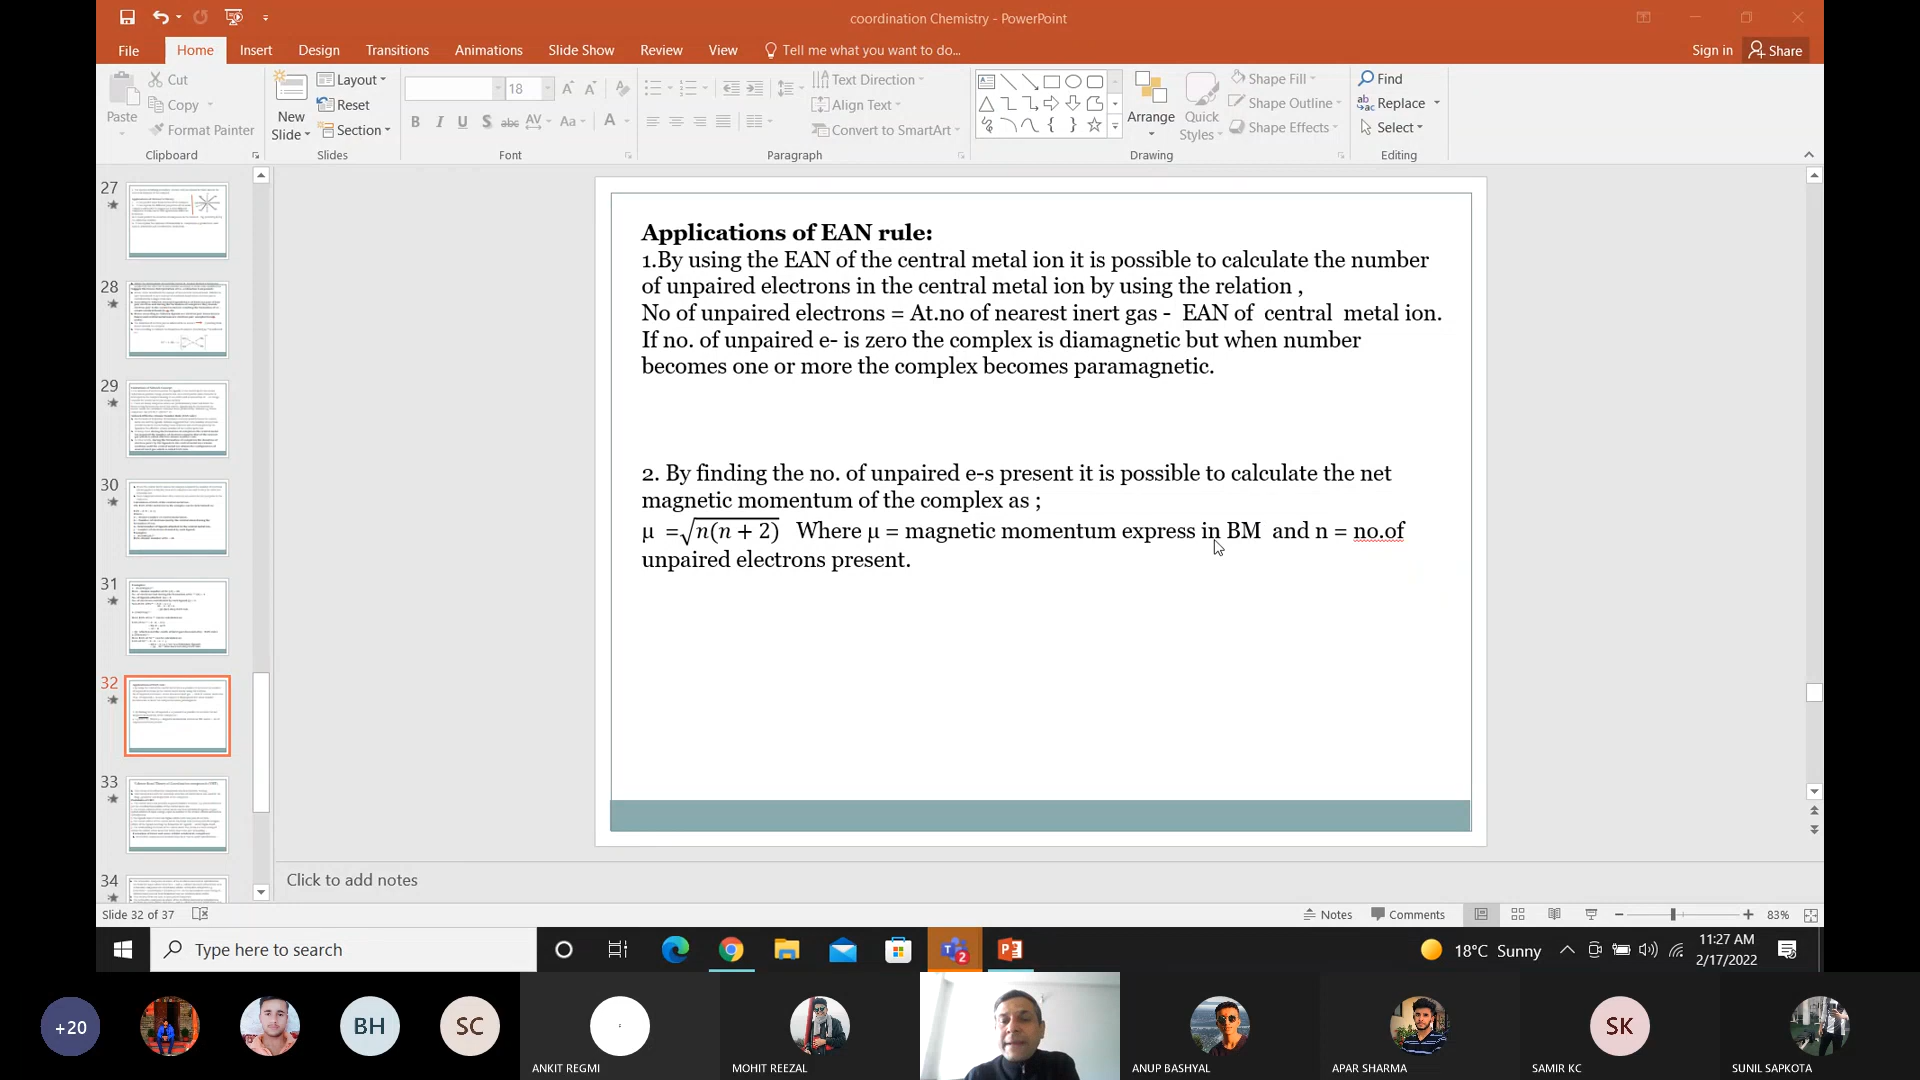 coordination Chemistry - PowerPoint
File Home Insert Design Transitions Animations Slide Show Review View Tell me what you want to do... Sign in Share
Paste Cut Copy Format Painter
Clipboard
New Slide Layout Reset Section
Slides
18
B I U S abc AV Aa A
Font
Text Direction
Align Text
Convert to SmartArt
Paragraph
Arrange Quick Styles
Shape Fill
Shape Outline
Shape Effects
Drawing
Find
Replace
Select
Editing
27
28
29
30
31
32
33
34
Applications of EAN rule:
1.By using the EAN of the central metal ion it is possible to calculate the number
of unpaired electrons in the central metal ion by using the relation ,
No of unpaired electrons = At.no of nearest inert gas - EAN of central metal ion.
If no. of unpaired e- is zero the complex is diamagnetic but when number
becomes one or more the complex becomes paramagnetic.
2. By finding the no. of unpaired e-s present it is possible to calculate the net
magnetic momentum of the complex as ;
μ =√n(n + 2) Where μ = magnetic momentum express in BM and n = no.of
unpaired electrons present.
Click to add notes
Slide 32 of 37 Notes Comments 83%
Type here to search 2 18°C Sunny 11:27 AM
2/17/2022
+20 BH SC SK
ANKIT REGMI MOHIT REEZAL ANUP BASHYAL APAR SHARMA SAMIR KC SUNIL SAPKOTA